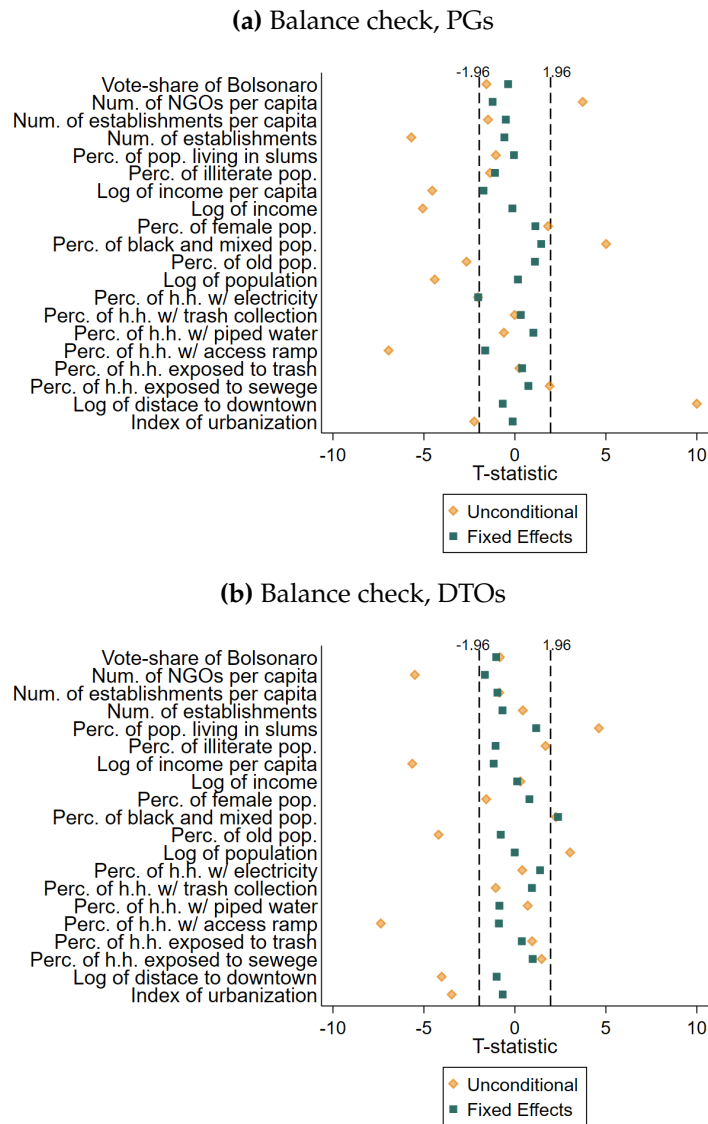 (a) Balance check, PGs
-1.96 1.96
Vote-share of Bolsonaro
Num. of NGOs per capita
Num. of establishments per capita
Num. of establishments
Perc. of pop. living in slums
Perc. of illiterate pop.
Log of income per capita
Log of income
Perc. of female pop.
Perc. of black and mixed pop.
Perc. of old pop.
Log of population
Perc. of h.h. w/ electricity
Perc. of h.h. w/ trash collection
Perc. of h.h. w/ piped water
Perc. of h.h. w/ access ramp
Perc. of h.h. exposed to trash
Perc. of h.h. exposed to sewege
Log of distace to downtown
Index of urbanization
-10 -5 0 5 10
T-statistic
Unconditional
Fixed Effects
(b) Balance check, DTOs
-1.96 1.96
Vote-share of Bolsonaro
Num. of NGOs per capita
Num. of establishments per capita
Num. of establishments
Perc. of pop. living in slums
Perc. of illiterate pop.
Log of income per capita
Log of income
Perc. of female pop.
Perc. of black and mixed pop.
Perc. of old pop.
Log of population
Perc. of h.h. w/ electricity
Perc. of h.h. w/ trash collection
Perc. of h.h. w/ piped water
Perc. of h.h. w/ access ramp
Perc. of h.h. exposed to trash
Perc. of h.h. exposed to sewege
Log of distace to downtown
Index of urbanization
-10 -5 0 5 10
T-statistic
Unconditional
Fixed Effects